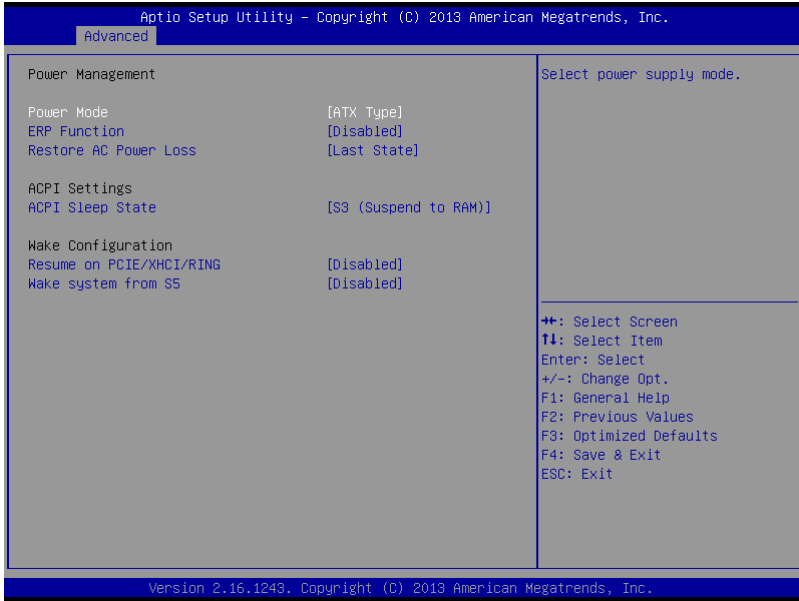 Aptio Setup Utility – Copyright (C) 2013 American Megatrends, Inc.
Advanced
Power Management
Power Mode [ATX Type]
ERP Function [Disabled]
Restore AC Power Loss [Last State]
ACPI Settings
ACPI Sleep State [S3 (Suspend to RAM)]
Wake Configuration
Resume on PCIE/XHCI/RING [Disabled]
Wake system from S5 [Disabled]
Select power supply mode.
→←: Select Screen
↑↓: Select Item
Enter: Select
+/-: Change Opt.
F1: General Help
F2: Previous Values
F3: Optimized Defaults
F4: Save & Exit
ESC: Exit
Version 2.16.1243. Copyright (C) 2013 American Megatrends, Inc.